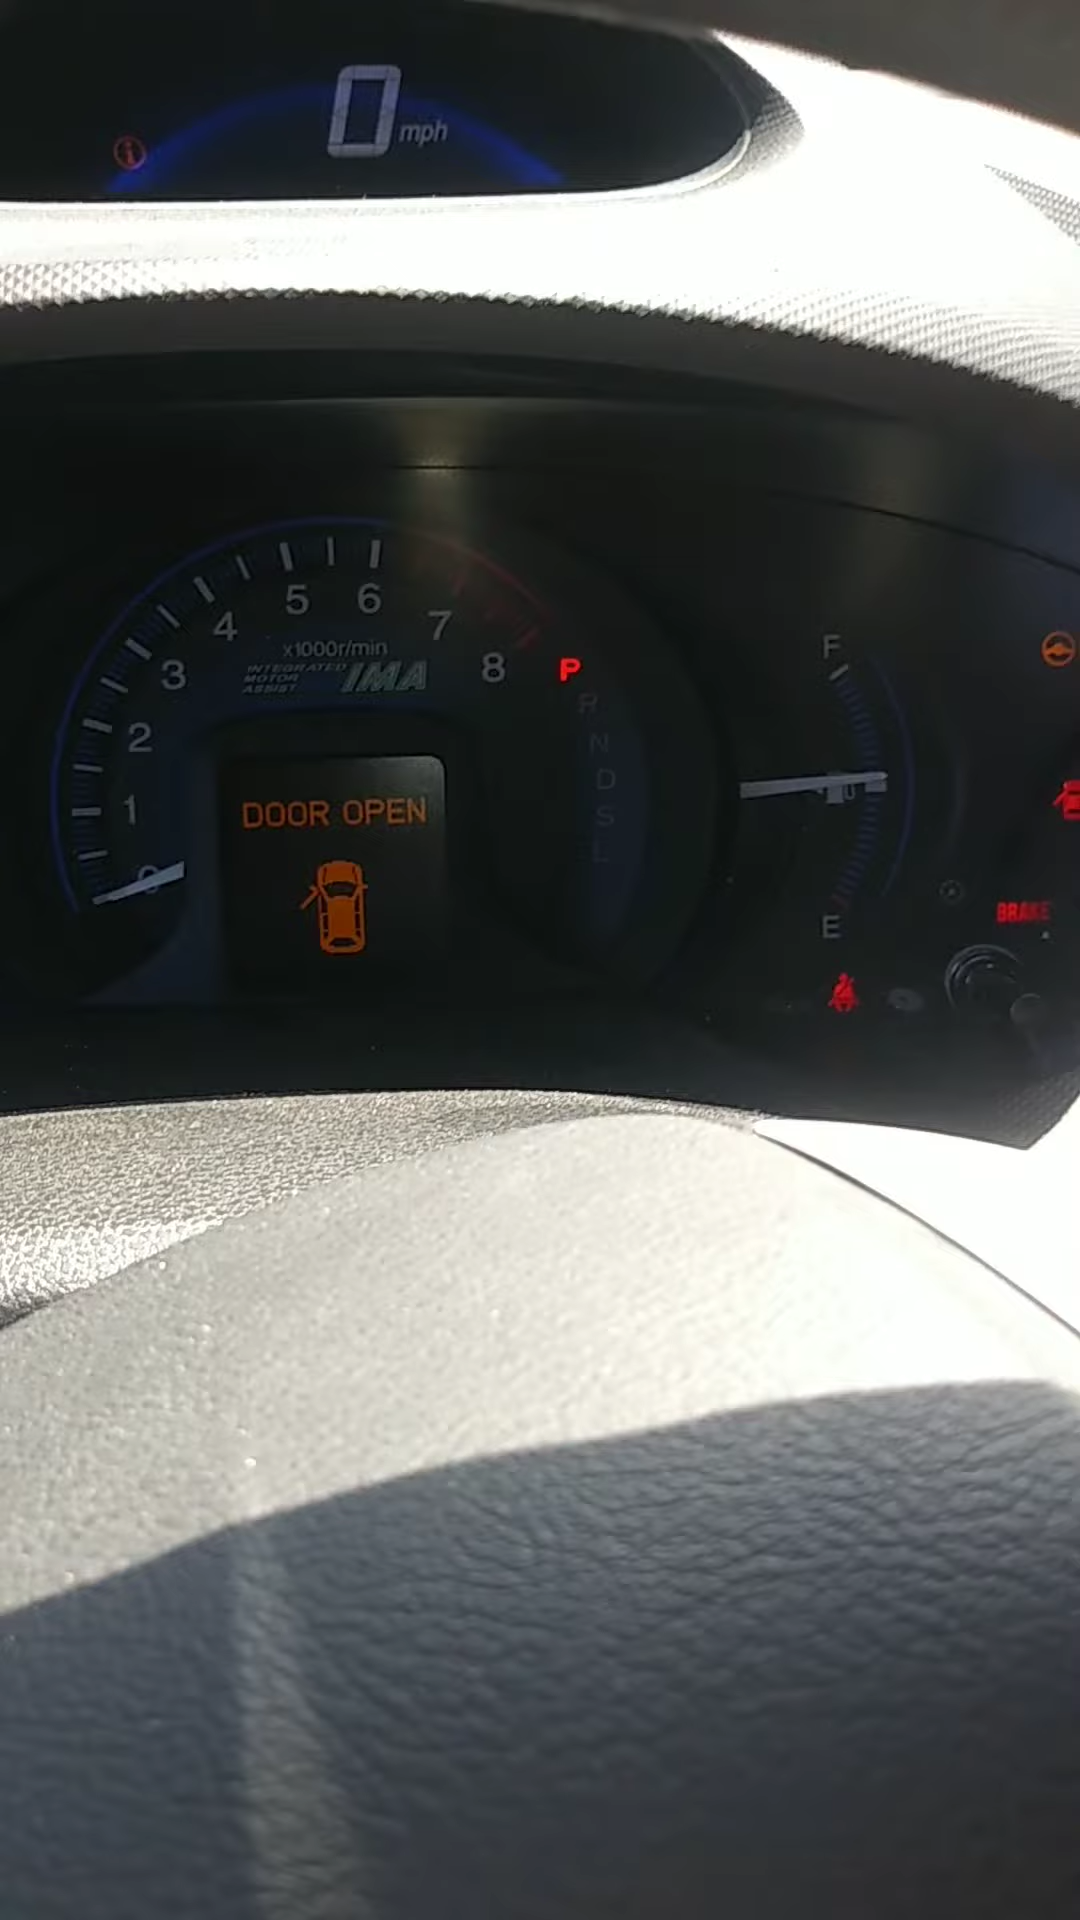 0 mph
5 6
4 7
x1000r/min
3 INTEGRATED MOTOR ASSIST IMA 8 P
R
2 N
D
1 DOOR OPEN S
L
0
F
E
BRAKE